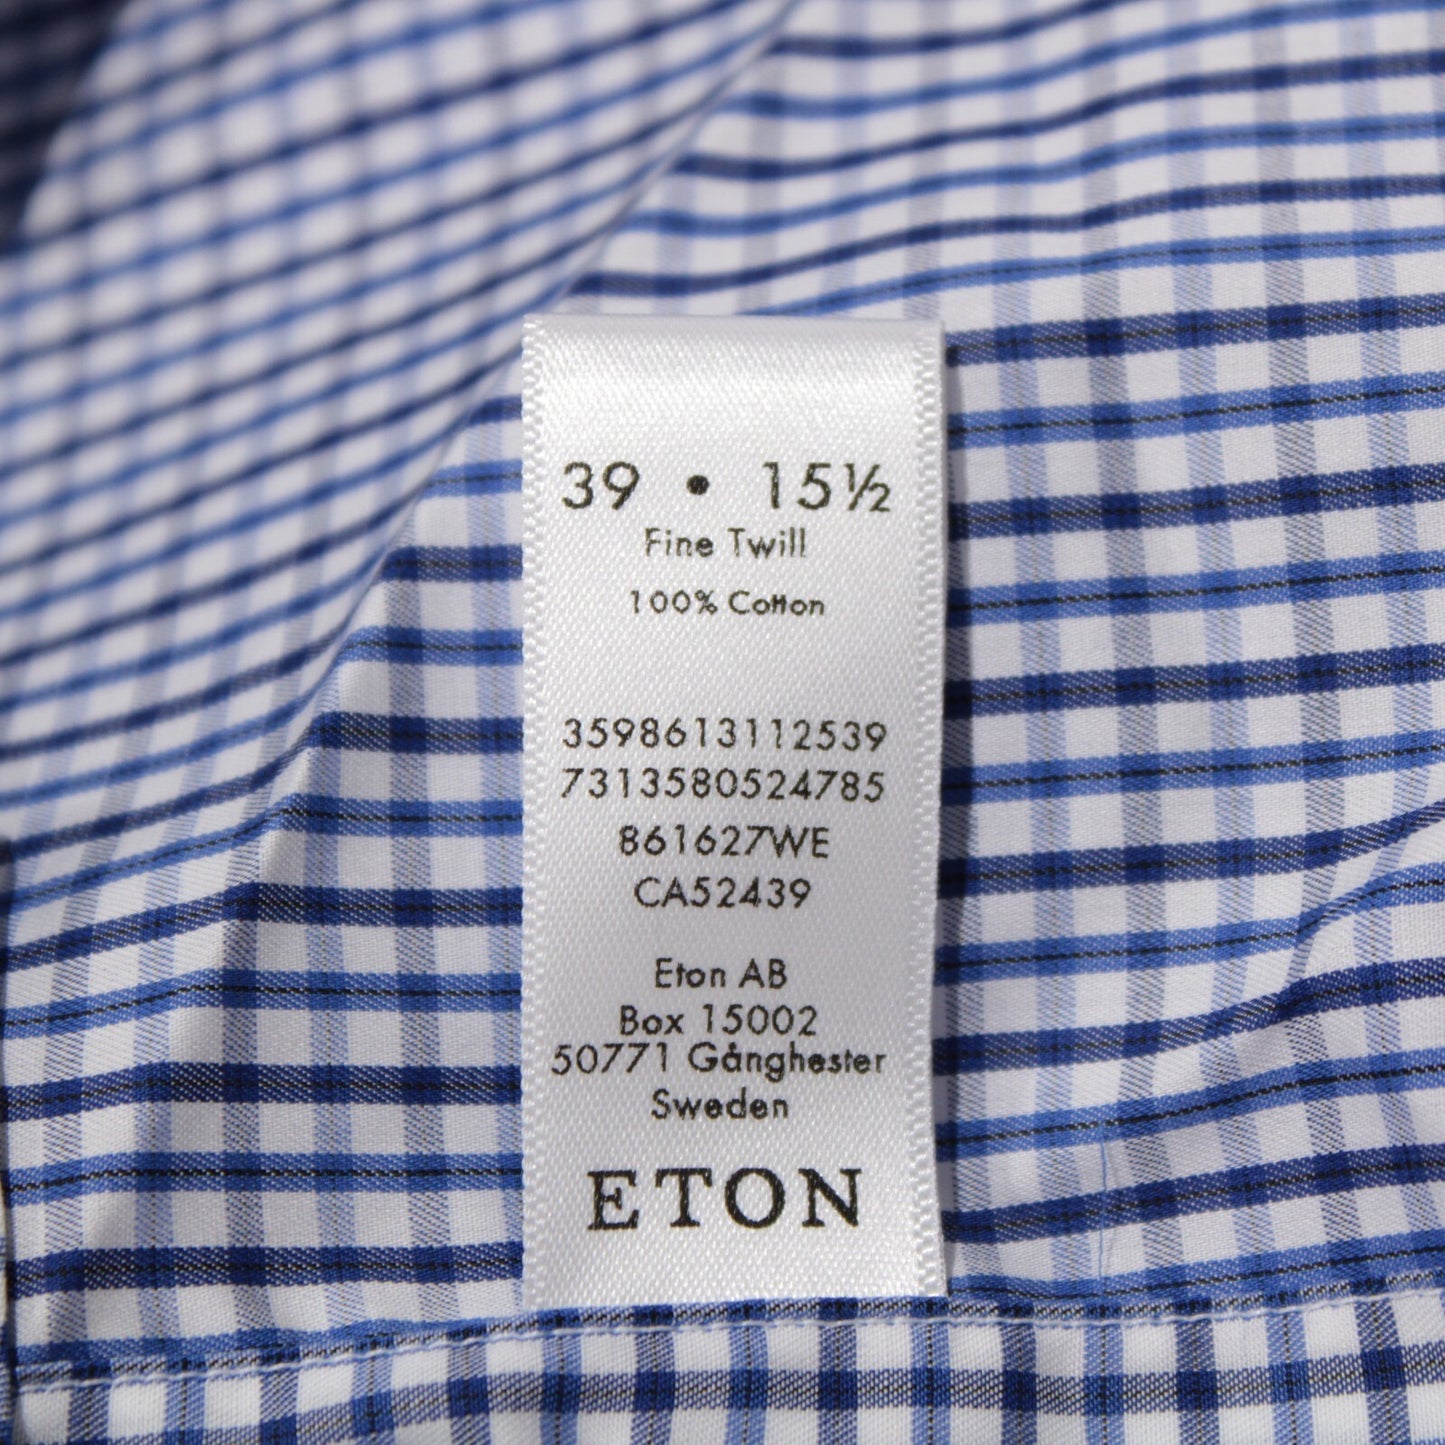 39 • 15½
Fine Twill
100% Cotton
3598613112539
7313580524785
861627WE
CA52439
Eton AB
Box 15002
50771 Gånghester
Sweden
ETON